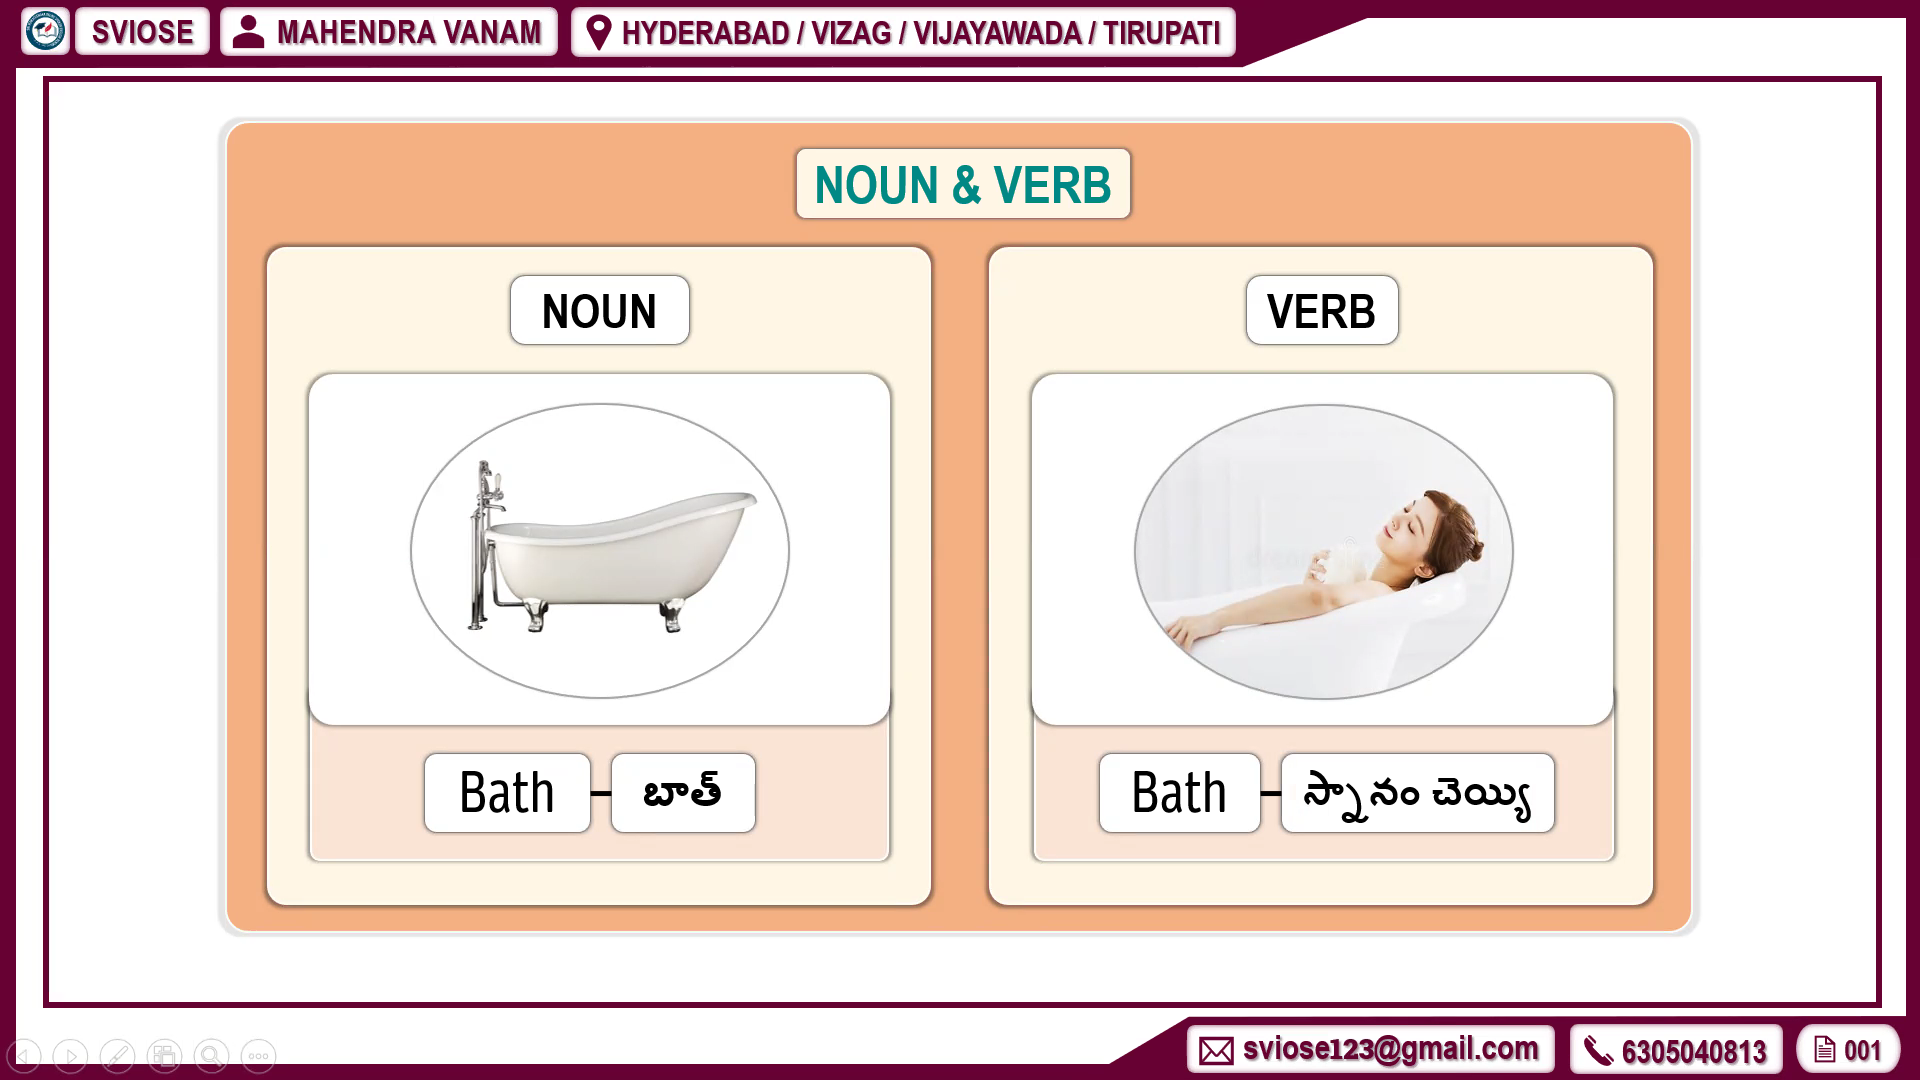 SVIOSE
MAHENDRA VANAM
HYDERABAD / VIZAG / VIJAYAWADA / TIRUPATI
NOUN & VERB
NOUN
VERB
Bath – బాత్
Bath – స్నానం చెయ్యి
sviose123@gmail.com
6305040813
001